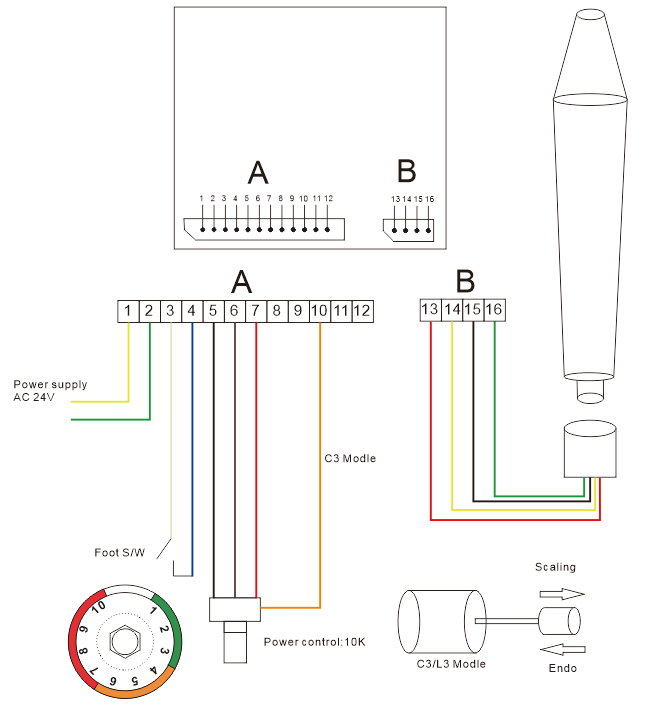 A
B
1 2 3 4 5 6 7 8 9 10 11 12
13 14 15 16
A
B
1 2 3 4 5 6 7 8 9 10 11 12
13 14 15 16
Power supply
AC 24V
C3 Modle
Foot S/W
Scaling
10 1 2 3 4 5 6 7 8 9
Power control:10K
C3/L3 Modle
Endo